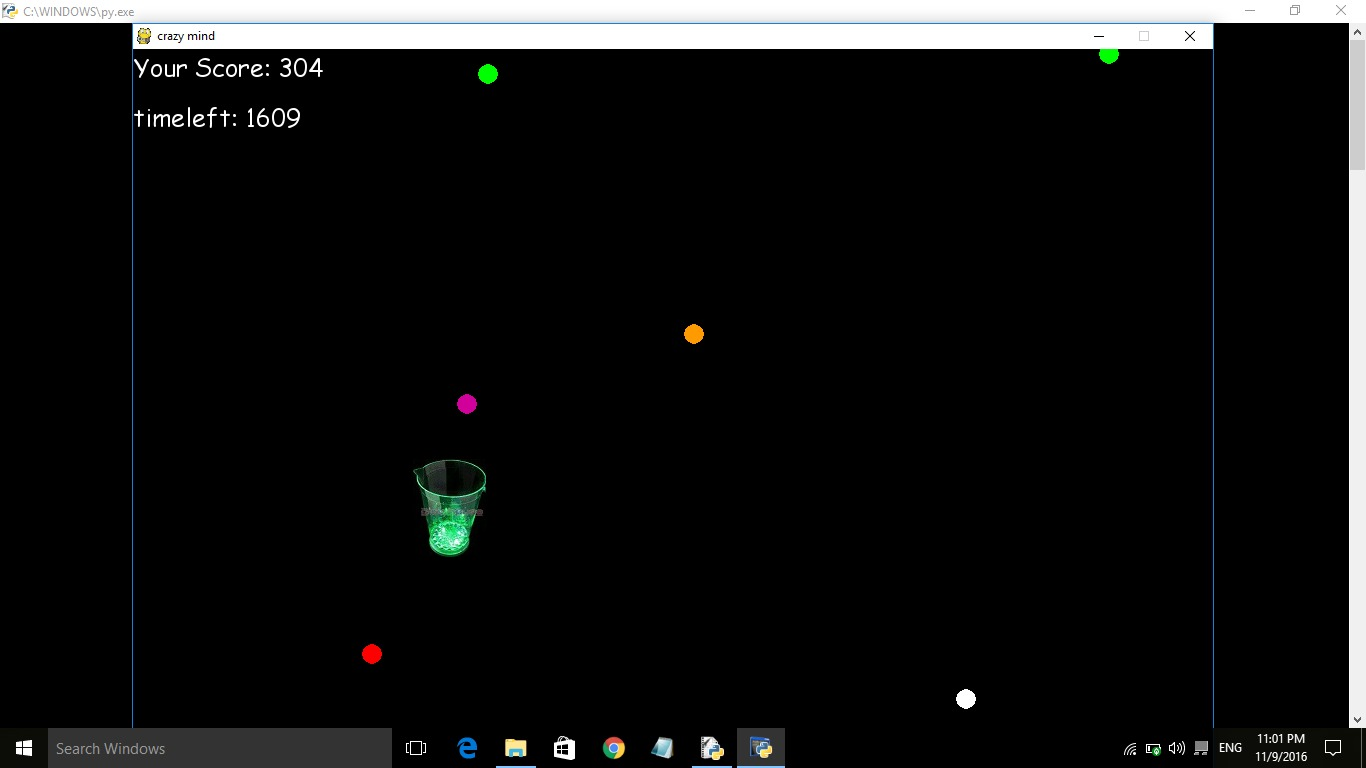 C:\WINDOWS\py.exe
crazy mind
Your Score: 304
timeleft: 1609
Search Windows
ENG
11:01 PM
11/9/2016